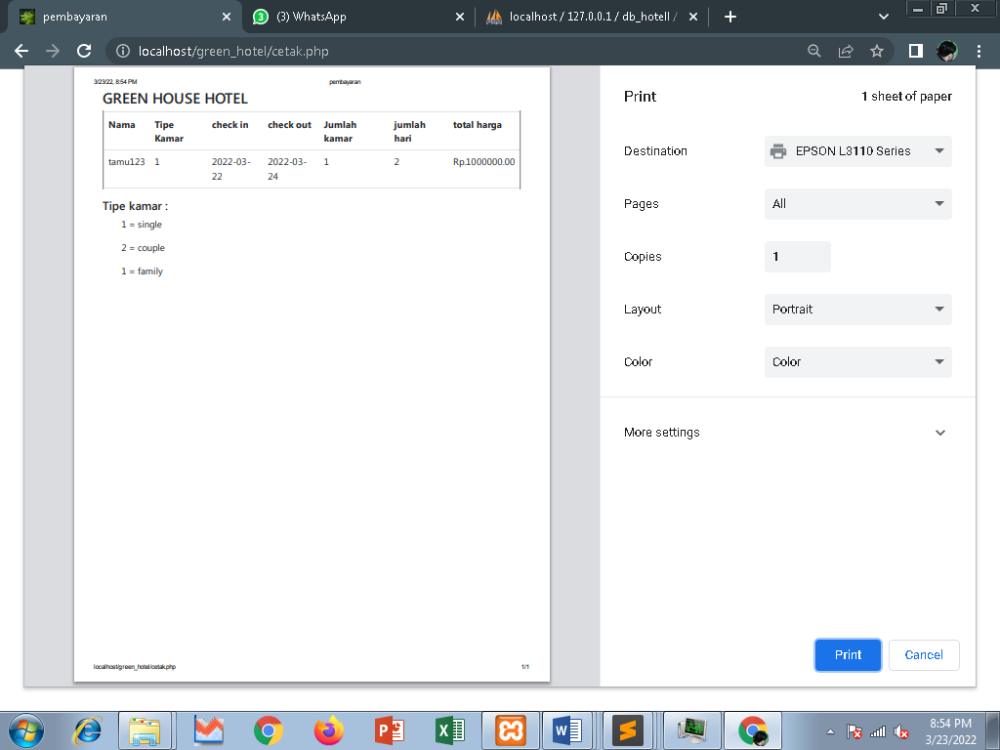 pembayaran
(3) WhatsApp
localhost / 127.0.0.1 / db_hotell /
localhost/green_hotel/cetak.php
3/23/22, 8:54 PM
pembayaran
GREEN HOUSE HOTEL
Nama Tipe Kamar check in check out Jumlah kamar jumlah hari total harga
tamu123 1 2022-03-22 2022-03-24 1 2 Rp.1000000.00
Tipe kamar :
1 = single
2 = couple
1 = family
localhost/green_hotel/cetak.php
1/1
Print
1 sheet of paper
Destination
EPSON L3110 Series
Pages
All
Copies
1
Layout
Portrait
Color
Color
More settings
Print
Cancel
8:54 PM
3/23/2022